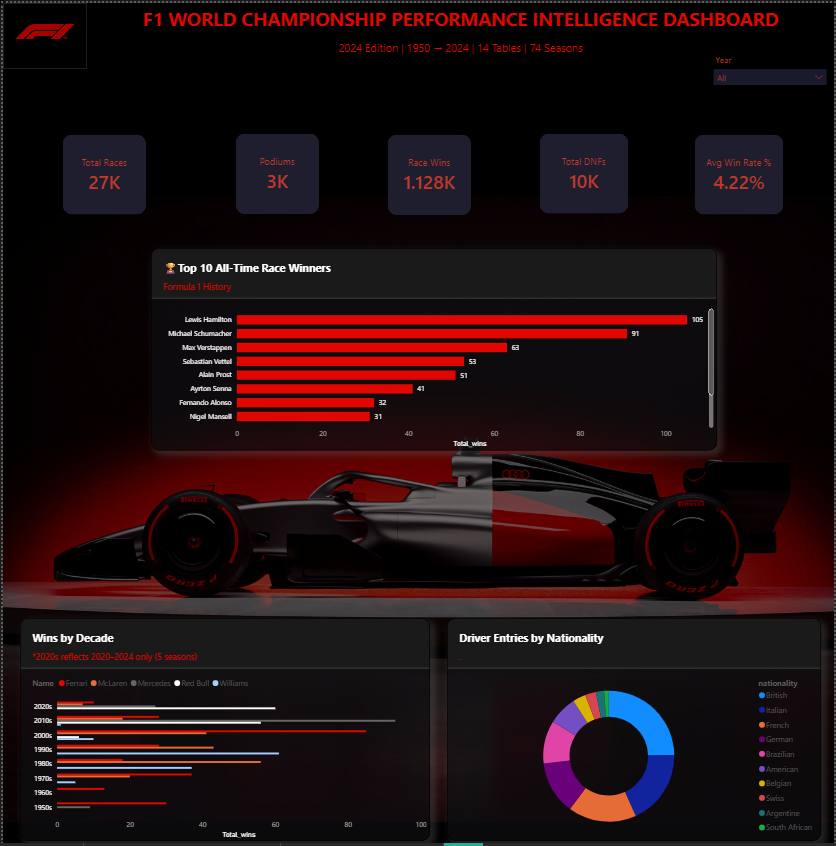 F1
F1 WORLD CHAMPIONSHIP PERFORMANCE INTELLIGENCE DASHBOARD
2024 Edition | 1950 — 2024 | 14 Tables | 74 Seasons
Year
All
Total Races
27K
Podiums
3K
Race Wins
1.128K
Total DNFs
10K
Avg Win Rate %
4.22%
🏆Top 10 All-Time Race Winners
Formula 1 History
Lewis Hamilton 105
Michael Schumacher 91
Max Verstappen 63
Sebastian Vettel 53
Alain Prost 51
Ayrton Senna 41
Fernando Alonso 32
Nigel Mansell 31
0 20 40 60 80 100
Total_wins
PIRELLI
P ZERO
PIRELLI
P ZERO
Wins by Decade
*2020s reflects 2020-2024 only (5 seasons)
Name Ferrari McLaren Mercedes Red Bull Williams
2020s
2010s
2000s
1990s
1980s
1970s
1960s
1950s
0 20 40 60 80 100
Total_wins
Driver Entries by Nationality
nationality
British
Italian
French
German
Brazilian
American
Belgian
Swiss
Argentine
South African